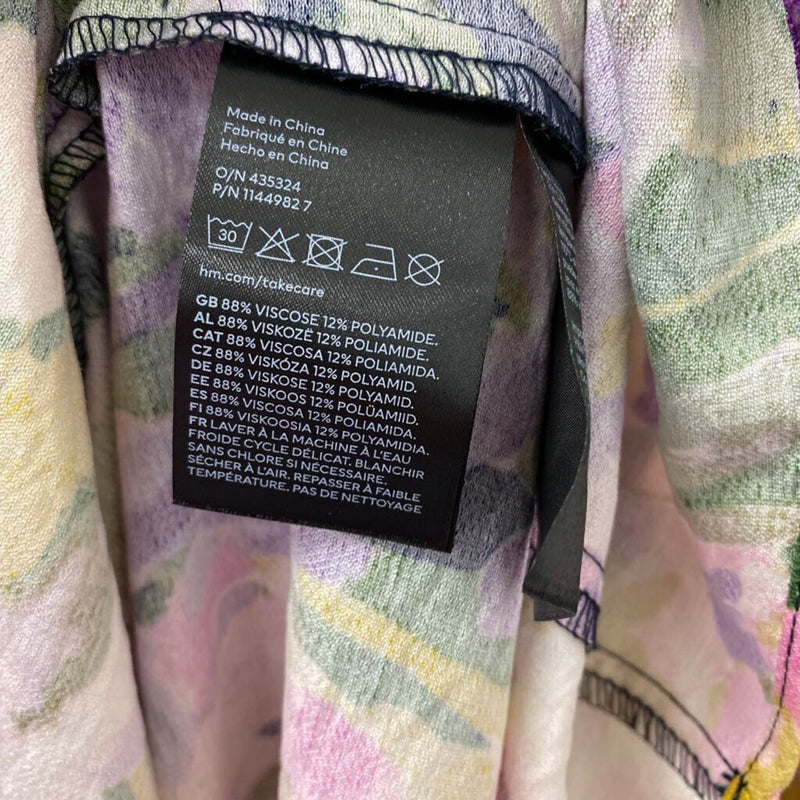 Made in China
Fabriqué en Chine
Hecho en China
O/N 435324
P/N 1144982 7
30
hm.com/takecare
GB 88% VISCOSE 12% POLYAMIDE.
AL 88% VISKOZË 12% POLIAMIDE.
CAT 88% VISCOSA 12% POLIAMIDA.
CZ 88% VISKÓZA 12% POLYAMID.
DE 88% VISKOSE 12% POLYAMID.
EE 88% VISKOOS 12% POLÜAMIID.
ES 88% VISCOSA 12% POLIAMIDA.
FI 88% VISKOOSIA 12% POLYAMIDIA.
FR LAVER À LA MACHINE À L'EAU
FROIDE CYCLE DÉLICAT. BLANCHIR
SANS CHLORE SI NÉCESSAIRE.
SÉCHER À L'AIR. REPASSER À FAIBLE
TEMPÉRATURE. PAS DE NETTOYAGE